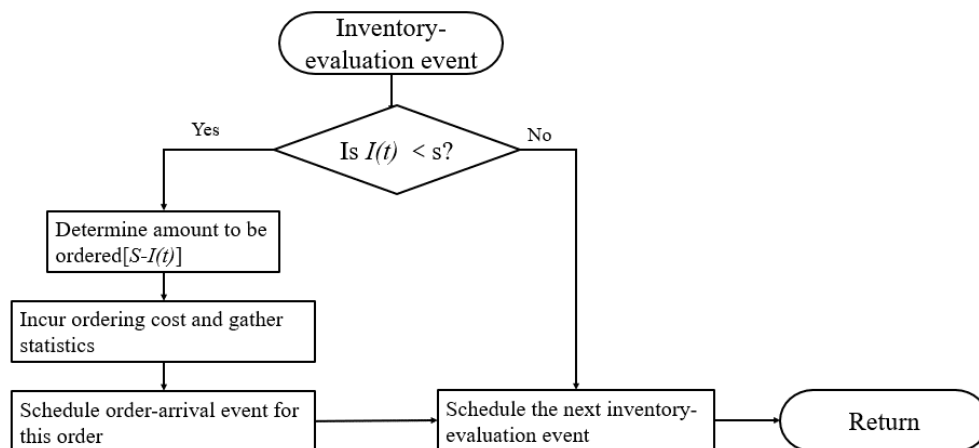 Inventory-
evaluation event
Yes
No
Is I(t) < s?
Determine amount to be
ordered[S-I(t)]
Incur ordering cost and gather
statistics
Schedule order-arrival event for
this order
Schedule the next inventory-
evaluation event
Return